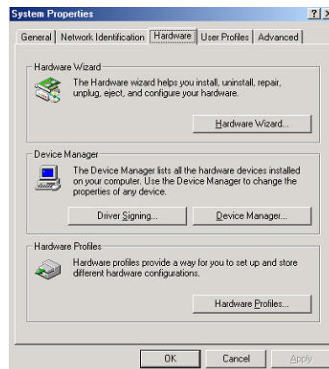 System Properties
General Network Identification Hardware User Profiles Advanced
Hardware Wizard
The Hardware wizard helps you install, uninstall, repair,
unplug, eject, and configure your hardware.
Hardware Wizard...
Device Manager
The Device Manager lists all the hardware devices installed
on your computer. Use the Device Manager to change the
properties of any device.
Driver Signing... Device Manager...
Hardware Profiles
Hardware profiles provide a way for you to set up and store
different hardware configurations.
Hardware Profiles...
OK Cancel Apply